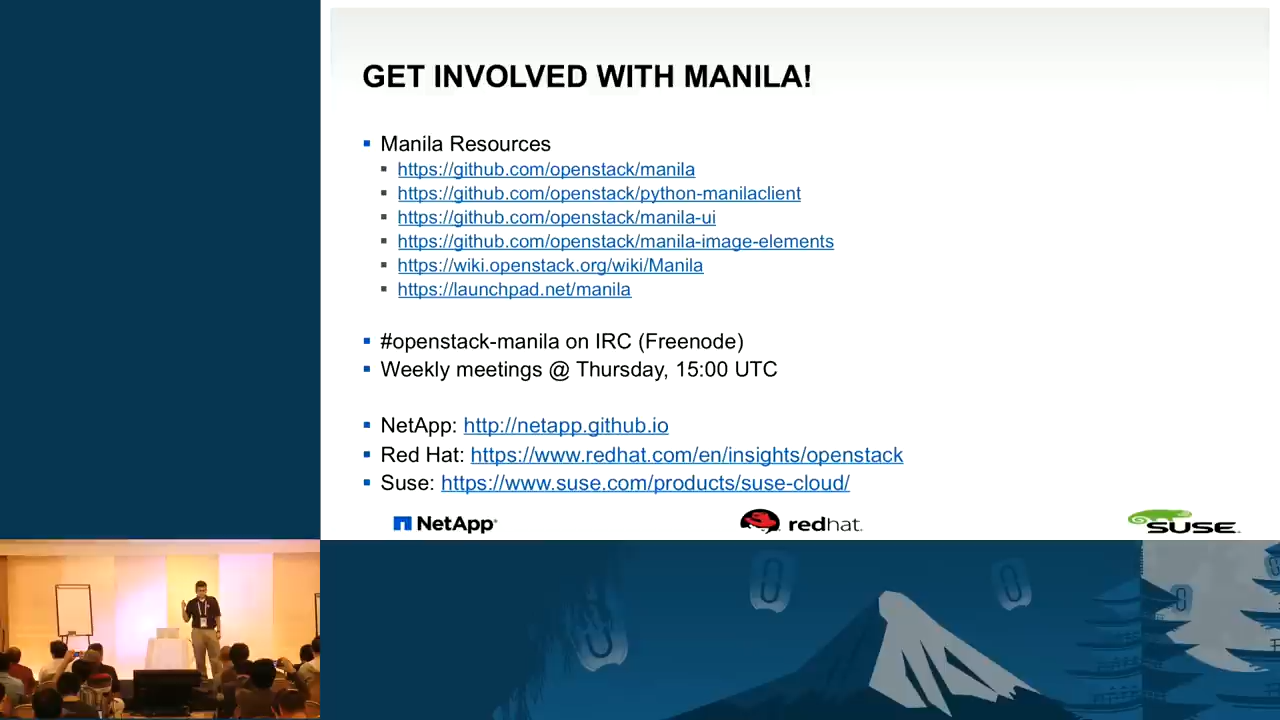 GET INVOLVED WITH MANILA!
Manila Resources
https://github.com/openstack/manila
https://github.com/openstack/python-manilaclient
https://github.com/openstack/manila-ui
https://github.com/openstack/manila-image-elements
https://wiki.openstack.org/wiki/Manila
https://launchpad.net/manila
#openstack-manila on IRC (Freenode)
Weekly meetings @ Thursday, 15:00 UTC
NetApp: http://netapp.github.io
Red Hat: https://www.redhat.com/en/insights/openstack
Suse: https://www.suse.com/products/suse-cloud/
NetApp
redhat.
SUSE